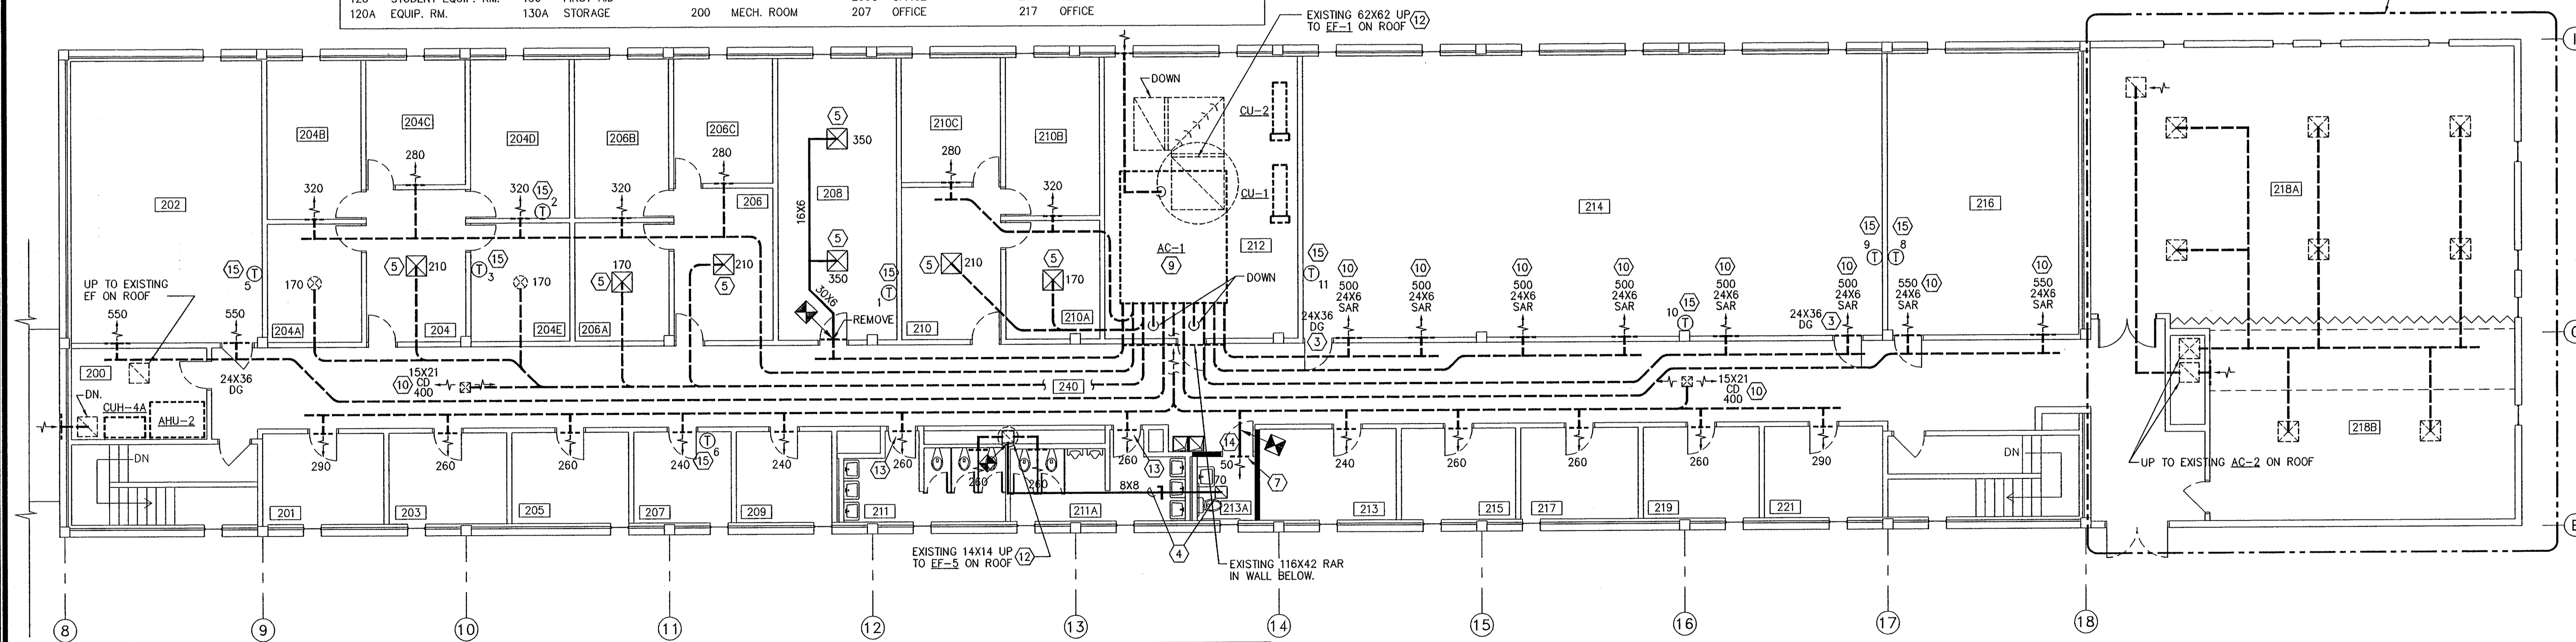 120A EQUIP. RM. 130A STORAGE 200 MECH. ROOM 207 OFFICE 217 OFFICE
EXISTING 62X62 UP
TO EF-1 ON ROOF 12
DOWN
CU-2
CU-1
AC-1
9
DOWN
202
204B
204C
204D
206B
206C
208
210C
210B
212
214
216
218A
280
280
280
320
320
320
320
15
T 2
206
5
350
16X6
5
350
30X6
REMOVE
15
T
1
15
T
5
170
204A
5
210
204
15
T
3
170
204E
170
5
206A
210
5
5
210
210
5
170
210A
15
T
11
24X36
DG
3
10
500
24X6
SAR
10
500
24X6
SAR
10
500
24X6
SAR
10
500
24X6
SAR
15
10 T
10
500
24X6
SAR
10
500
24X6
SAR
24X36
DG 3
15
9
T
15
8
T
550
24X6 10
SAR
10
550
24X6
SAR
UP TO EXISTING
EF ON ROOF
550
550
200
24X36
DG
DN.
CUH-4A
AHU-2
15X21
10 CD
400
240
15X21
CD 10
400
218B
UP TO EXISTING AC-2 ON ROOF
DN
290
260
260
240
T 6
15
240
13
260
260
260
260
13
14
50
70
7
8X8
240
260
260
260
290
DN
201
203
205
207
209
211
211A
213A
213
215
217
219
221
4
EXISTING 14X14 UP
TO EF-5 ON ROOF 12
EXISTING 116X42 RAR
IN WALL BELOW.
8 9 10 11 12 13 14 15 16 17 18